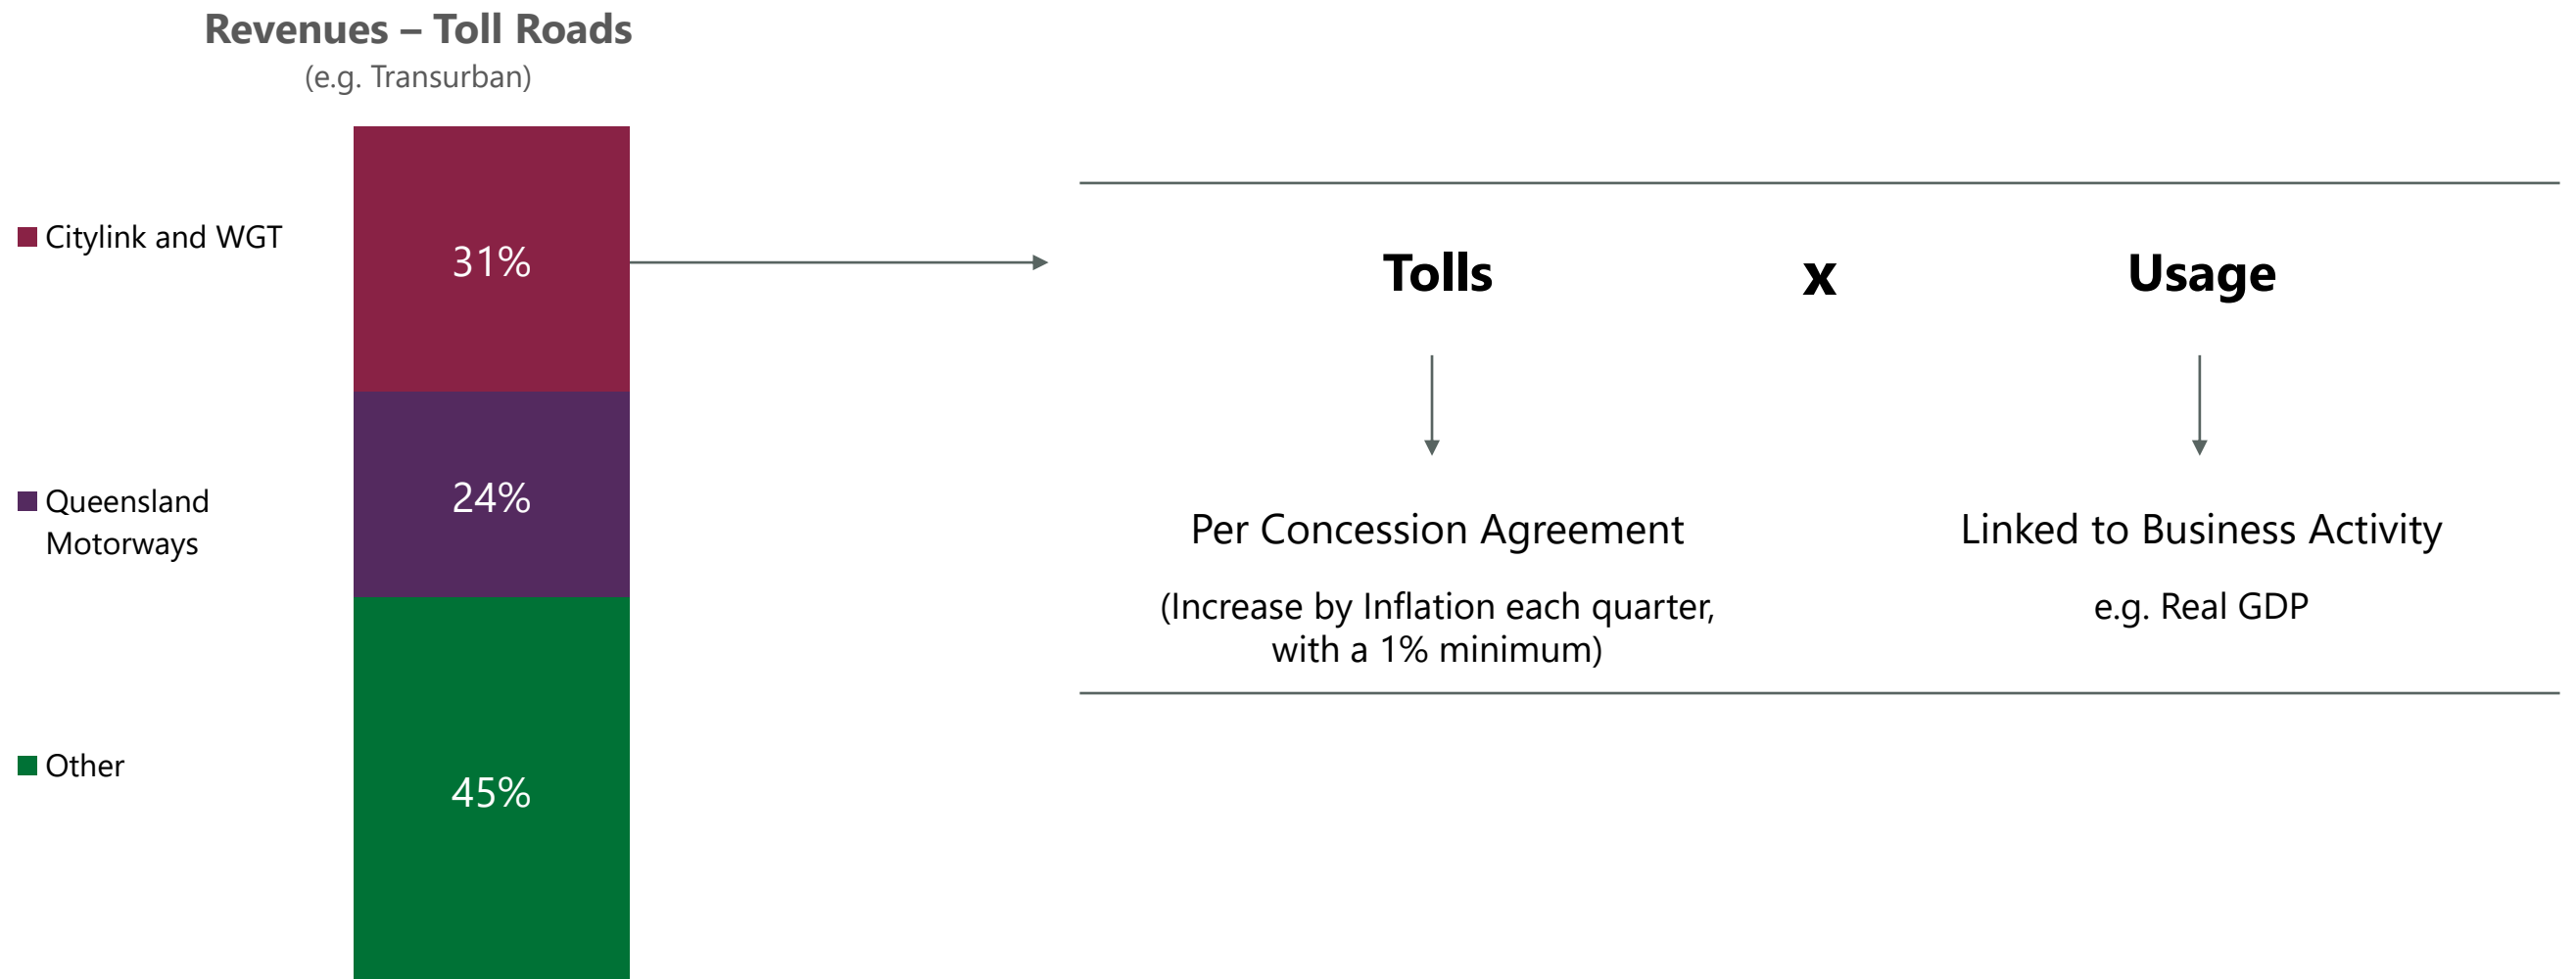 Revenues – Toll Roads
(e.g. Transurban)
Citylink and WGT
31%
Queensland
Motorways
24%
Other
45%
Tolls x Usage
Per Concession Agreement
(Increase by Inflation each quarter,
with a 1% minimum)
Linked to Business Activity
e.g. Real GDP